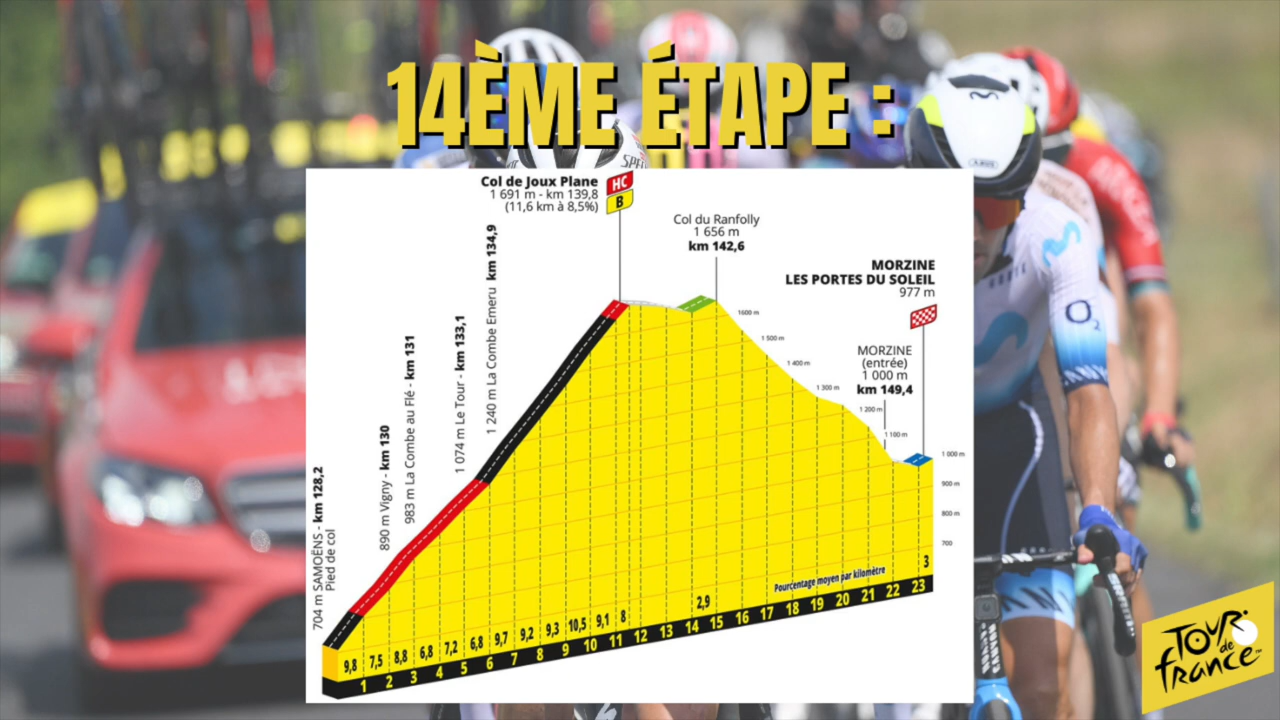 14ÈME ÉTAPE :
Col de Joux Plane
1 691 m - km 139,8
(11,6 km à 8,5%)
HC
B
Col du Ranfolly
1 656 m
km 142,6
MORZINE
LES PORTES DU SOLEIL
977 m
MORZINE
(entrée)
1 000 m
km 149,4
704 m SAMOËNS - km 128,2
Pied de col
890 m Vigny - km 130
983 m La Combe au Flé - km 131
1 074 m Le Tour - km 133,1
1 240 m La Combe Emeru km 134,9
1600 m
1 500 m
1 400 m
1 300 m
1 200 m
1 100 m
1 000 m
900 m
800 m
700
Pourcentage moyen par kilomètre
9,8 7,5 8,8 6,8 7,2 6,8 9,7 9,2 9,3 10,5 9,1 8 2,9 3
1 2 3 4 5 6 7 8 9 10 11 12 13 14 15 16 17 18 19 20 21 22 23
O2
ABUS
TOUR
de
FRANCE